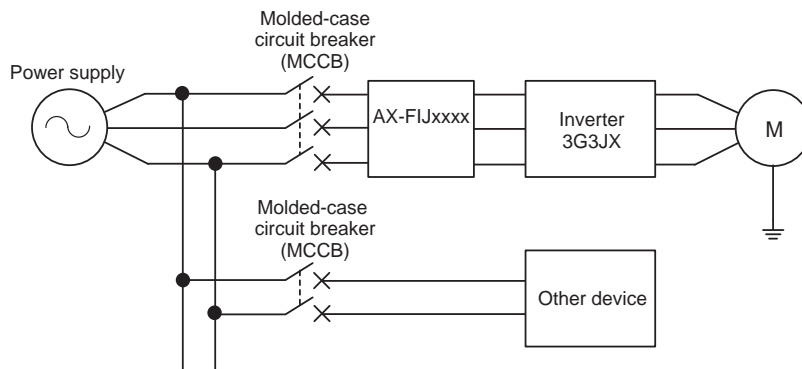 Molded-case
circuit breaker
(MCCB)
Power supply
AX-FIJxxxx
Inverter
3G3JX
M
Molded-case
circuit breaker
(MCCB)
Other device